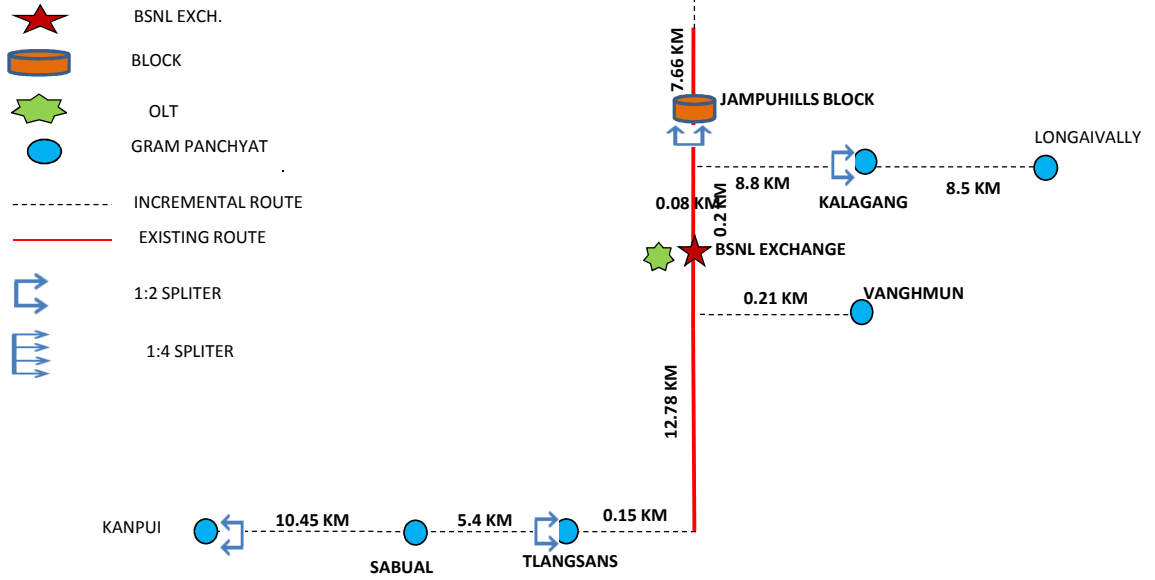 BSNL EXCH.
BLOCK
OLT
GRAM PANCHYAT
INCREMENTAL ROUTE
EXISTING ROUTE
1:2 SPLITER
1:4 SPLITER
7.66 KM
JAMPUHILLS BLOCK
LONGAIVALLY
8.8 KM
8.5 KM
KALAGANG
0.08 KM
0.2 KM
BSNL EXCHANGE
0.21 KM
VANGHMUN
12.78 KM
KANPUI
10.45 KM
5.4 KM
0.15 KM
SABUAL
TLANGSANS